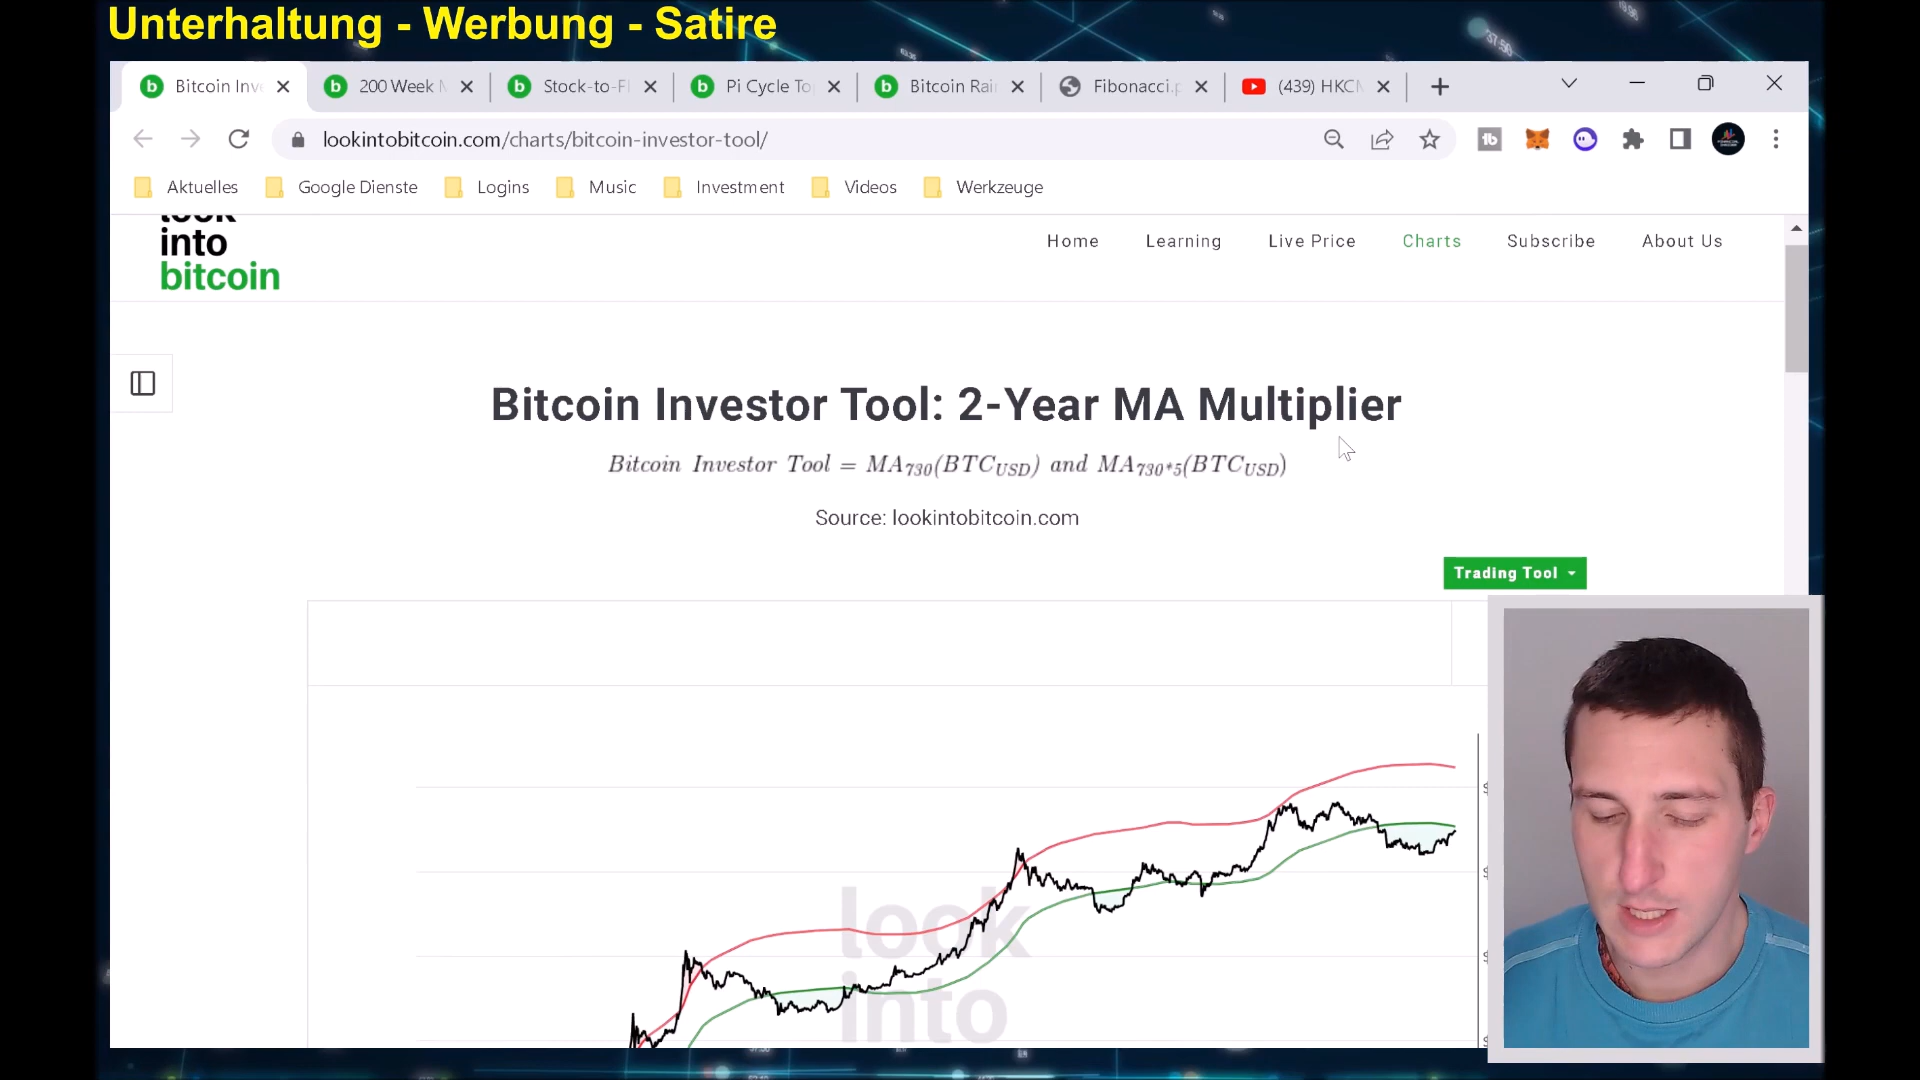 Unterhaltung - Werbung - Satire
Bitcoin Inv
200 Week
Stock-to-Fl
Pi Cycle To
Bitcoin Rai
Fibonacci.p
(439) HKCM
lookintobitcoin.com/charts/bitcoin-investor-tool/
Aktuelles
Google Dienste
Logins
Music
Investment
Videos
Werkzeuge
look
into
bitcoin
Home
Learning
Live Price
Charts
Subscribe
About Us
Bitcoin Investor Tool: 2-Year MA Multiplier
Bitcoin Investor Tool = MA730(BTCUSD) and MA730*5(BTCUSD)
Source: lookintobitcoin.com
Trading Tool
look
into